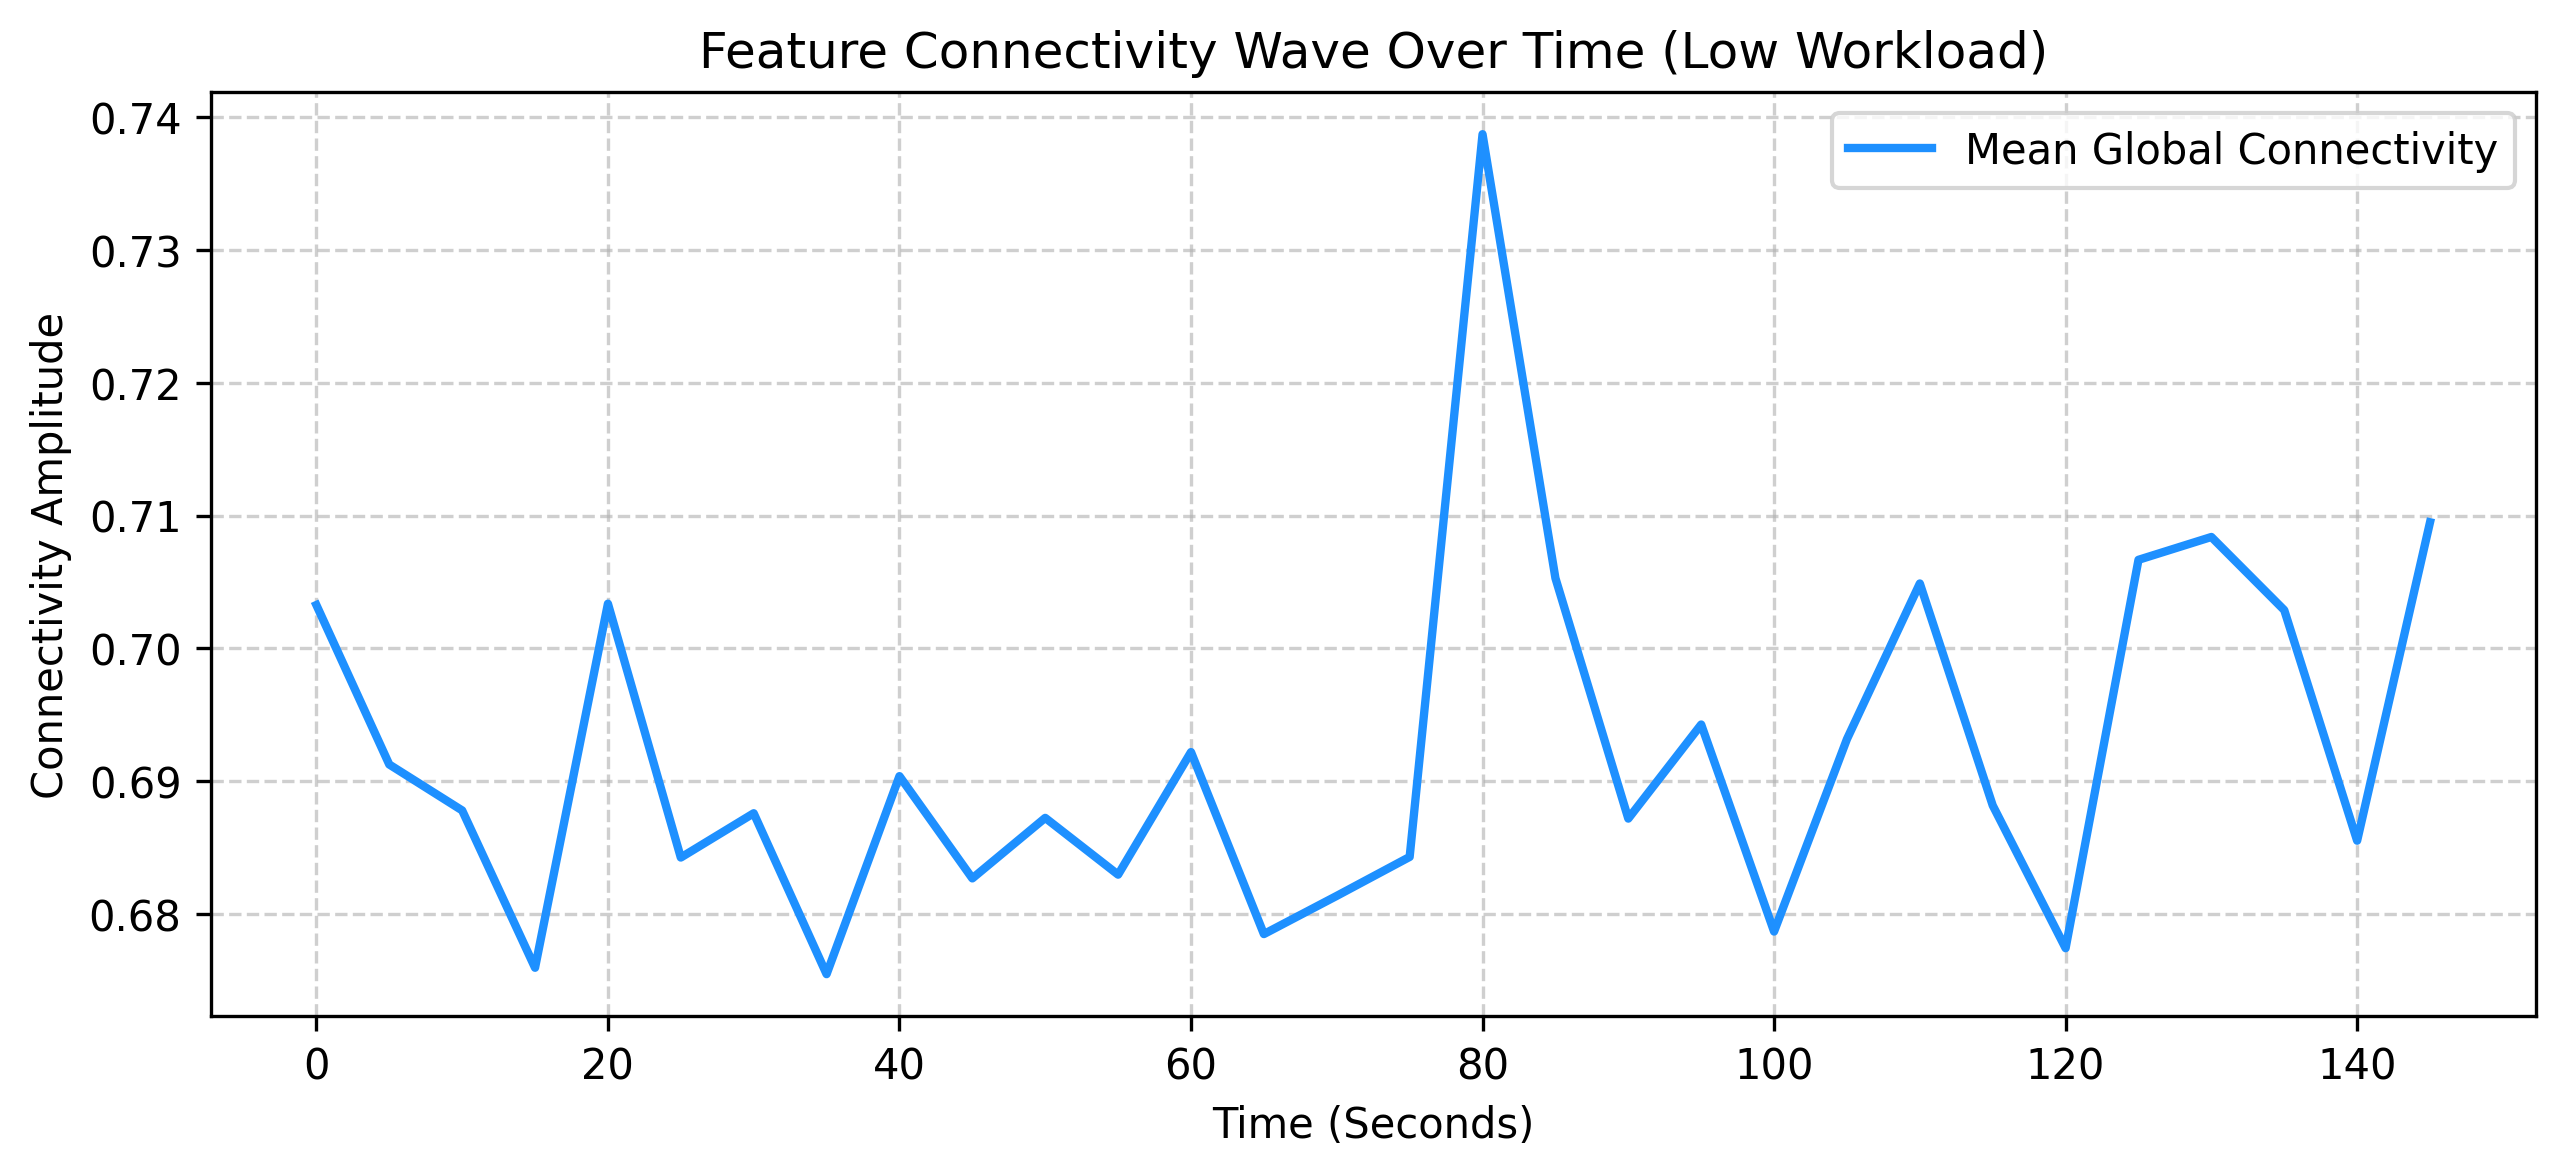 Feature Connectivity Wave Over Time (Low Workload)
Mean Global Connectivity
Connectivity Amplitude
0.74
0.73
0.72
0.71
0.70
0.69
0.68
0 20 40 60 80 100 120 140
Time (Seconds)